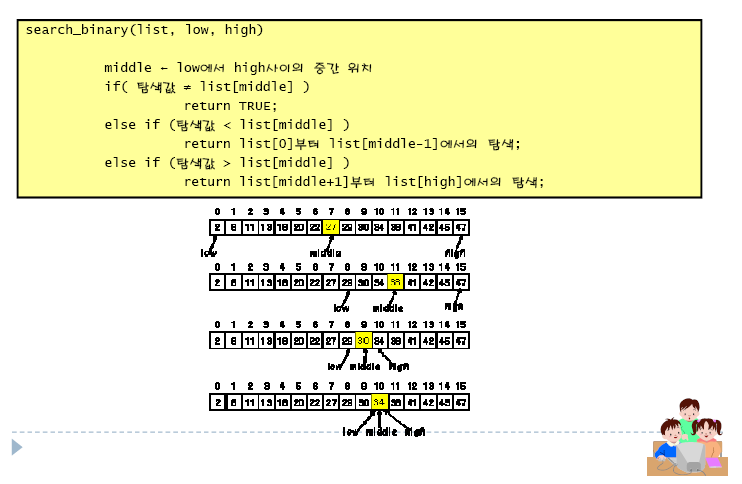 search_binary(list, low, high)
middle ← low에서 high사이의 중간 위치
if( 탐색값 ≠ list[middle] )
return TRUE;
else if (탐색값 < list[middle] )
return list[0]부터 list[middle-1]에서의 탐색;
else if (탐색값 > list[middle] )
return list[middle+1]부터 list[high]에서의 탐색;
0 1 2 3 4 5 6 7 8 9 10 11 12 13 14 15
2 6 11 13 18 20 22 27 29 30 34 38 41 42 45 47
low middle high
0 1 2 3 4 5 6 7 8 9 10 11 12 13 14 15
2 6 11 13 18 20 22 27 29 30 34 38 41 42 45 47
low middle high
0 1 2 3 4 5 6 7 8 9 10 11 12 13 14 15
2 6 11 13 18 20 22 27 29 30 34 38 41 42 45 47
low middle high
0 1 2 3 4 5 6 7 8 9 10 11 12 13 14 15
2 6 11 13 18 20 22 27 29 30 34 38 41 42 45 47
low middle high